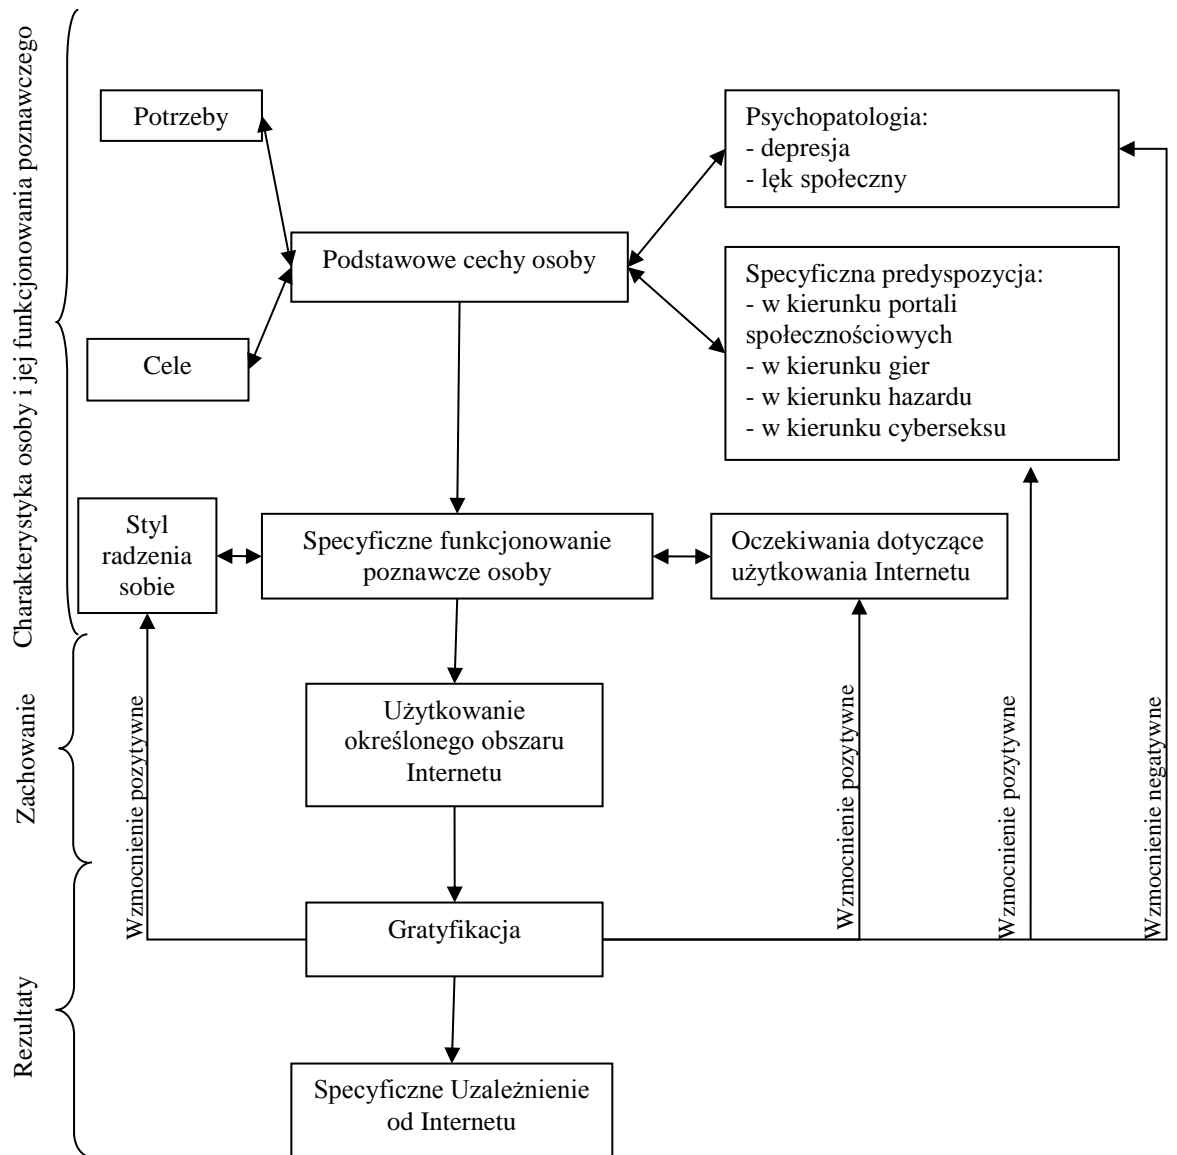 Charakterystyka osoby i jej funkcjonowania poznawczego
Potrzeby
Psychopatologia:
- depresja
- lęk społeczny
Podstawowe cechy osoby
Specyficzna predyspozycja:
- w kierunku portali
społecznościowych
- w kierunku gier
- w kierunku hazardu
- w kierunku cyberseksu
Cele
Styl
radzenia
sobie
Specyficzne funkcjonowanie
poznawcze osoby
Oczekiwania dotyczące
użytkowania Internetu
Zachowanie
Wzmocnienie pozytywne
Użytkowanie
określonego obszaru
Internetu
Wzmocnienie pozytywne
Wzmocnienie pozytywne
Wzmocnienie negatywne
Rezultaty
Gratyfikacja
Specyficzne Uzależnienie
od Internetu